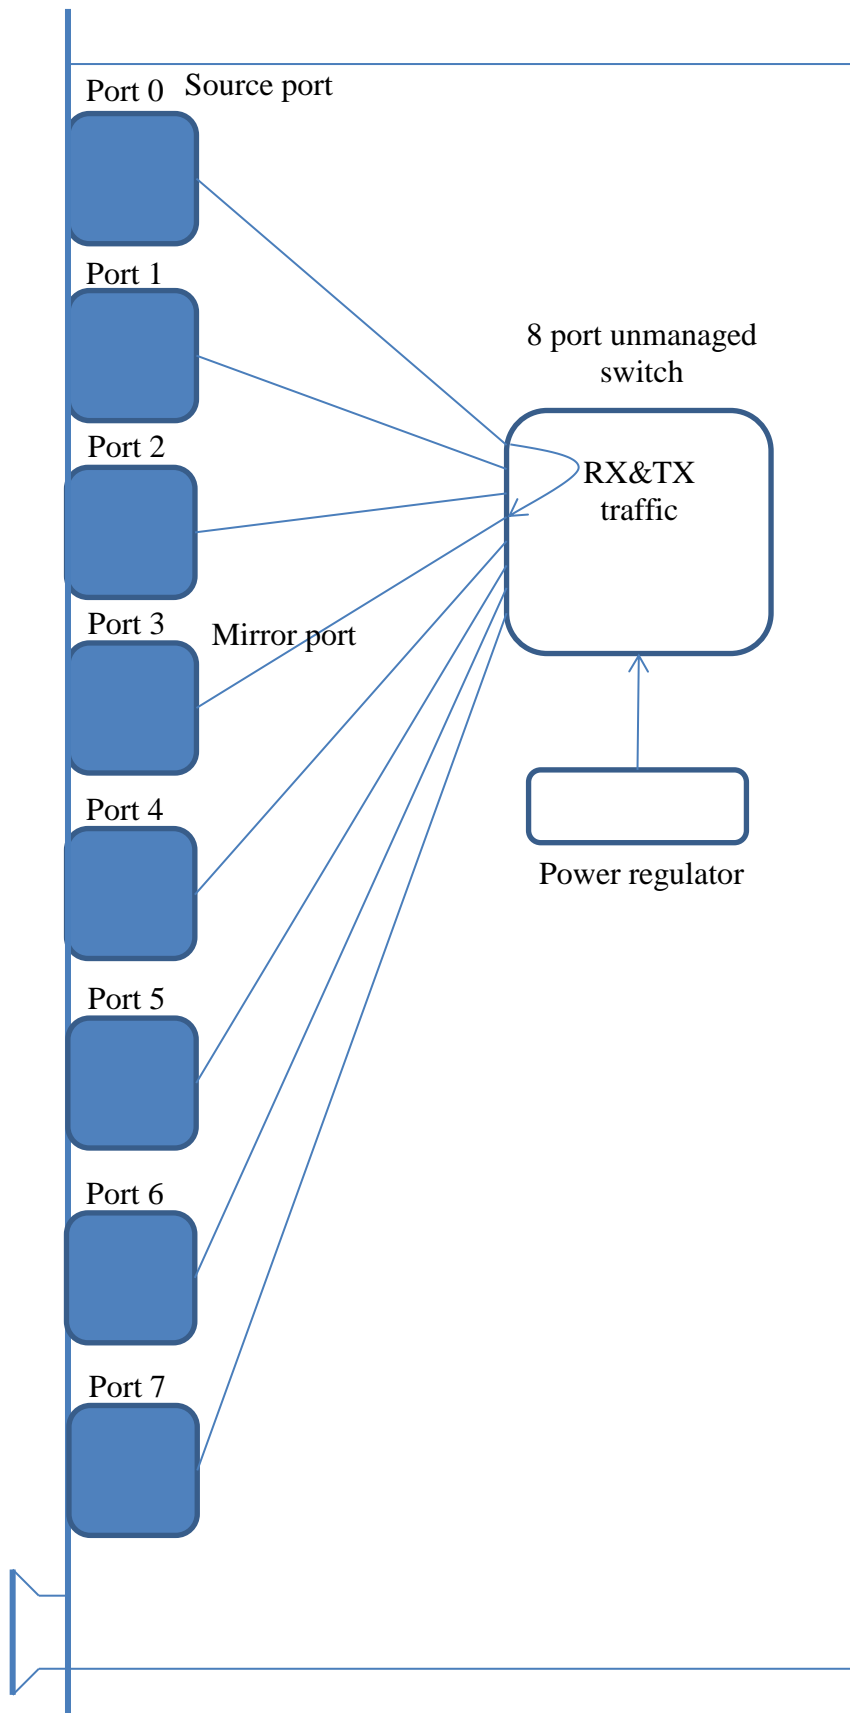 Port 0
Source port
Port 1
8 port unmanaged
switch
Port 2
RX&TX
traffic
Port 3
Mirror port
Port 4
Power regulator
Port 5
Port 6
Port 7